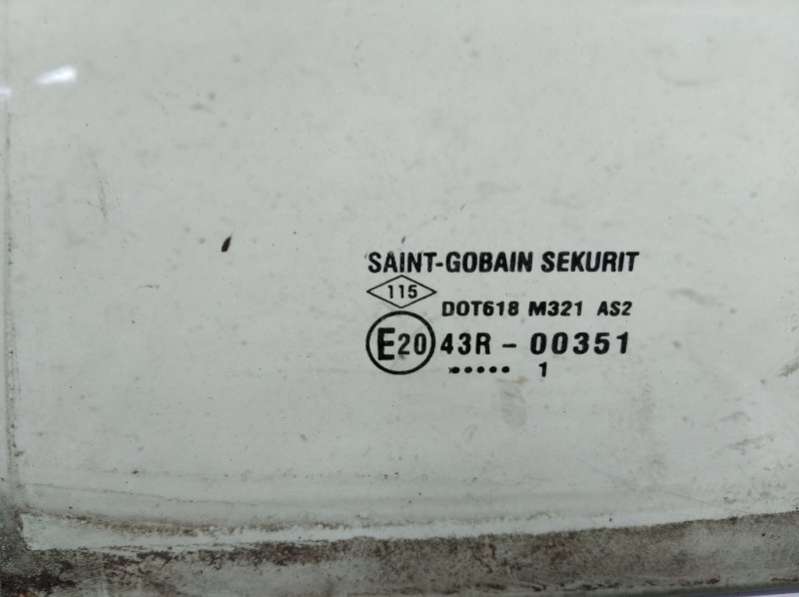 SAINT-GOBAIN SEKURIT
115
DOT618 M321 AS2
E20 43R - 00351
..... 1